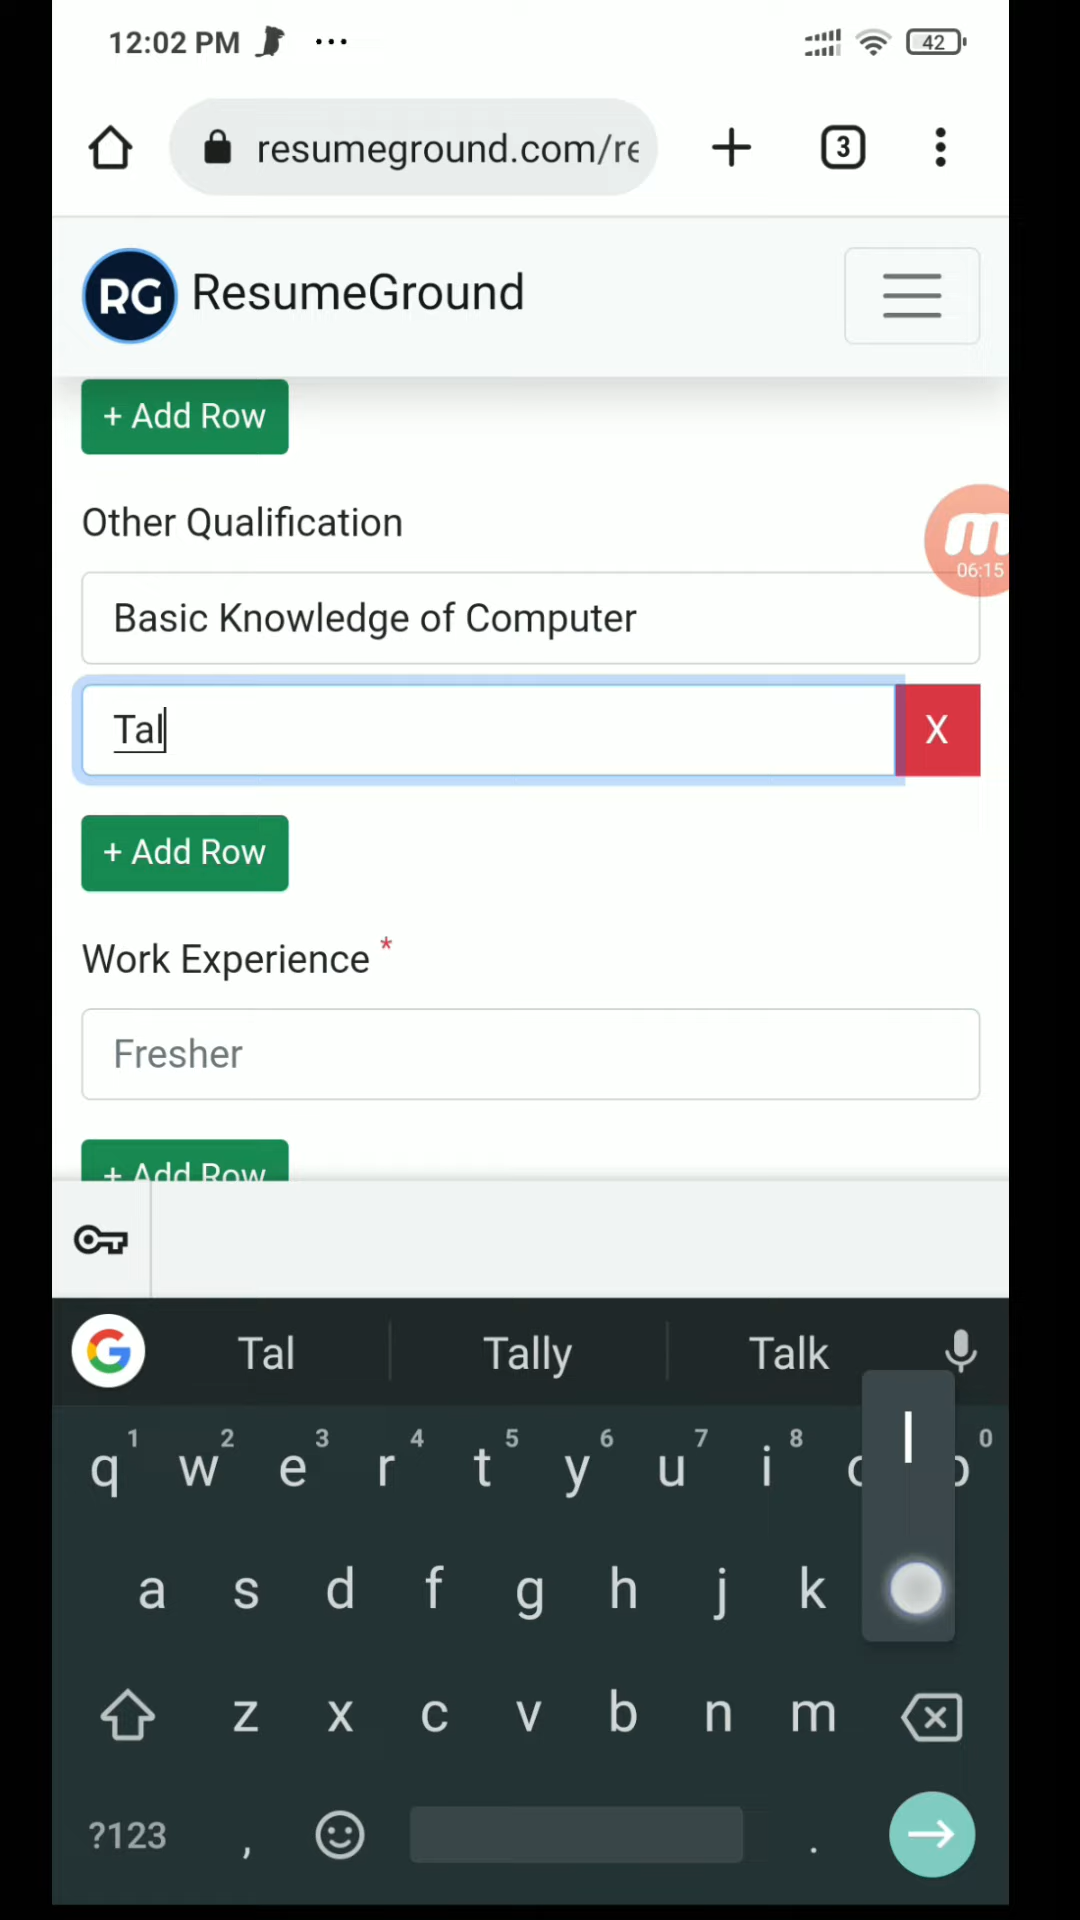 12:02 PM ... 42
resumeground.com/re
3
RG ResumeGround
+ Add Row
Other Qualification
06:15
Basic Knowledge of Computer
Tal X
+ Add Row
Work Experience *
Fresher
+ Add Row
G Tal Tally Talk
1 2 3 4 5 6 7 8 0
q w e r t y u i l
a s d f g h j k
z x c v b n m
?123 , .